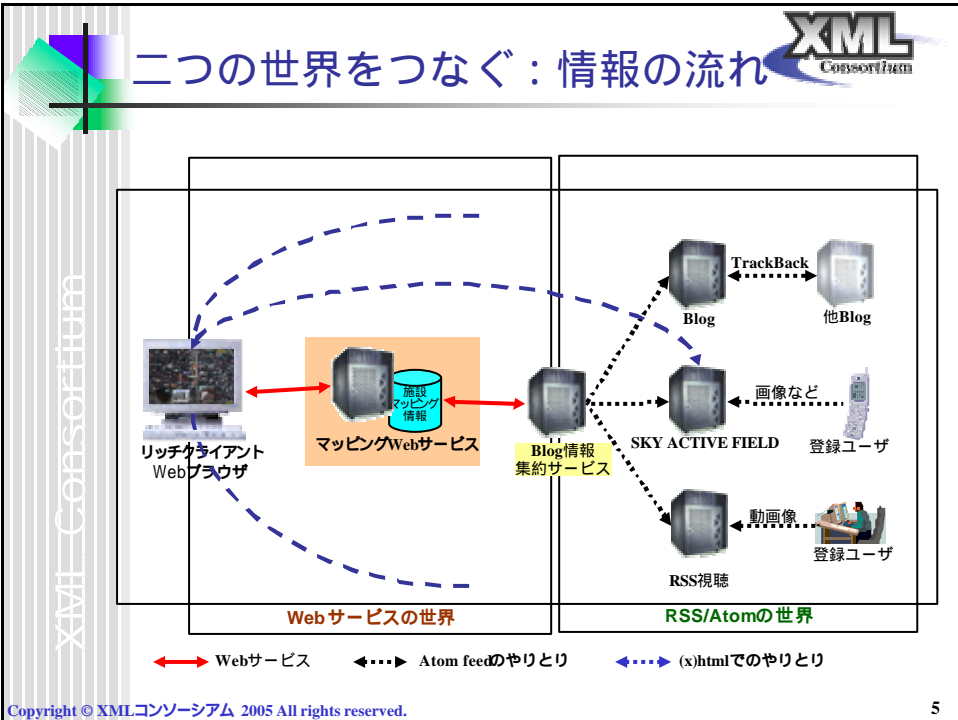 二つの世界をつなぐ：情報の流れ
XML
Consortium
XML Consortium
TrackBack
Blog
他Blog
施設
マッピング
情報
画像など
マッピングWebサービス
リッチクライアント
Webブラウザ
Blog情報
集約サービス
SKY ACTIVE FIELD
登録ユーザ
動画像
登録ユーザ
RSS視聴
Webサービスの世界
RSS/Atomの世界
Webサービス
Atom feedのやりとり
(x)htmlでのやりとり
Copyright © XMLコンソーシアム 2005 All rights reserved.
5